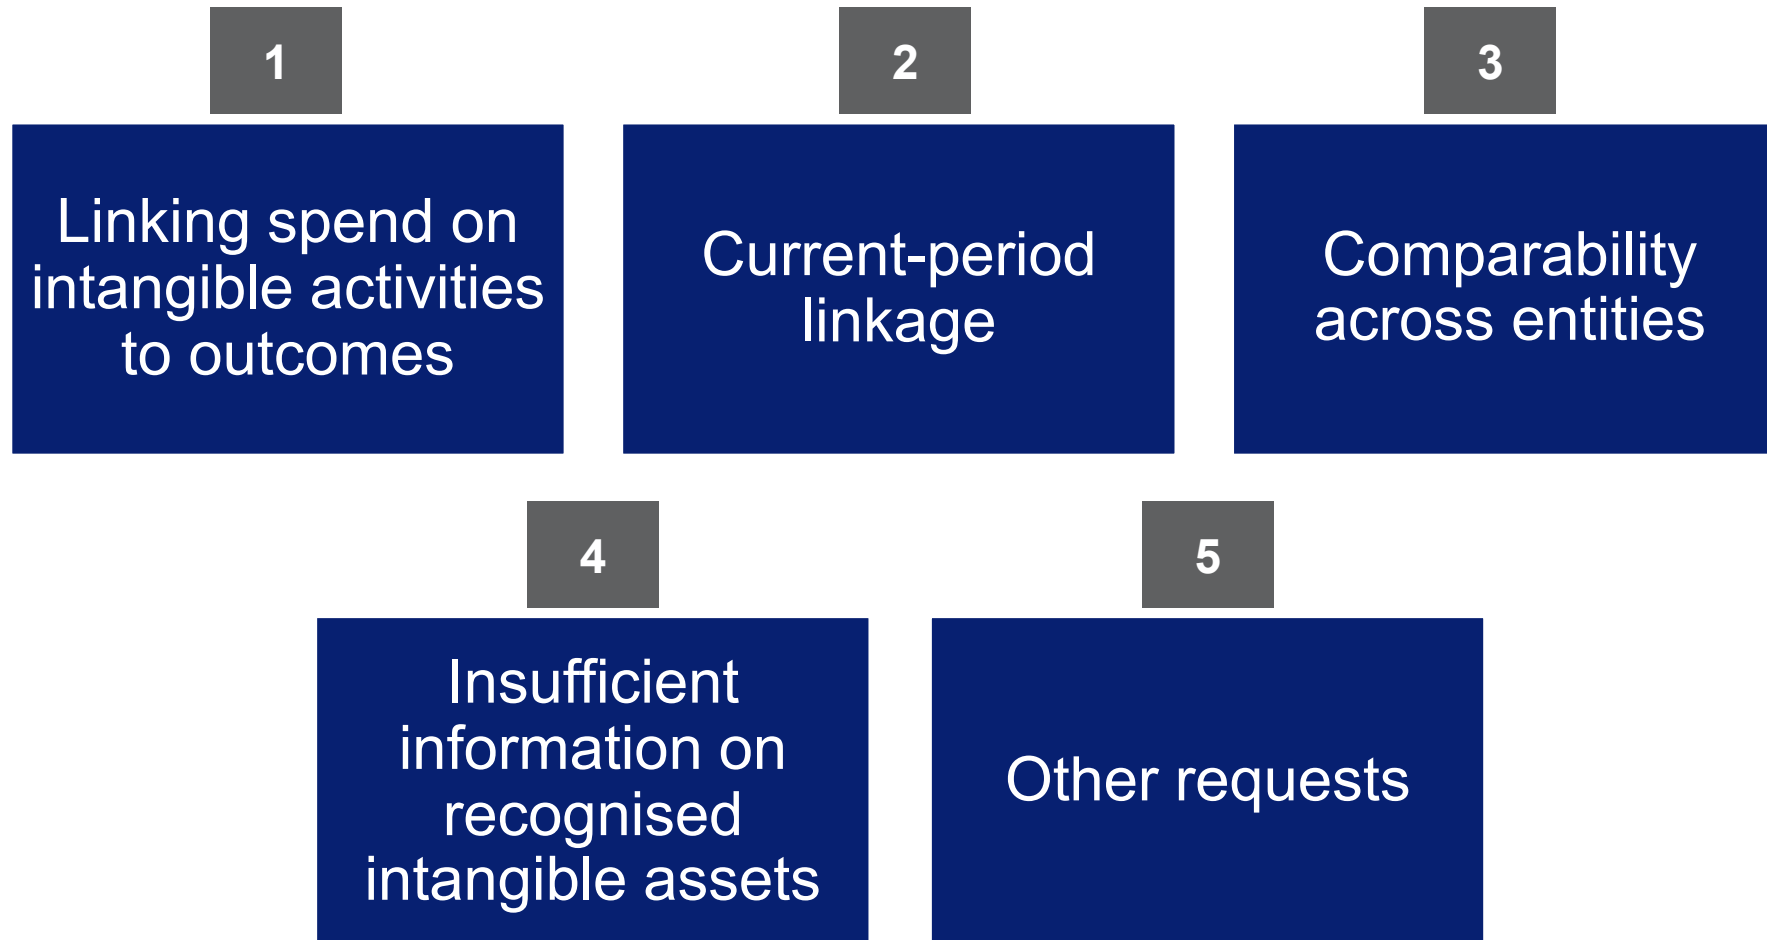 1
Linking spend on
intangible activities
to outcomes
2
Current-period
linkage
3
Comparability
across entities
4
Insufficient
information on
recognised
intangible assets
5
Other requests